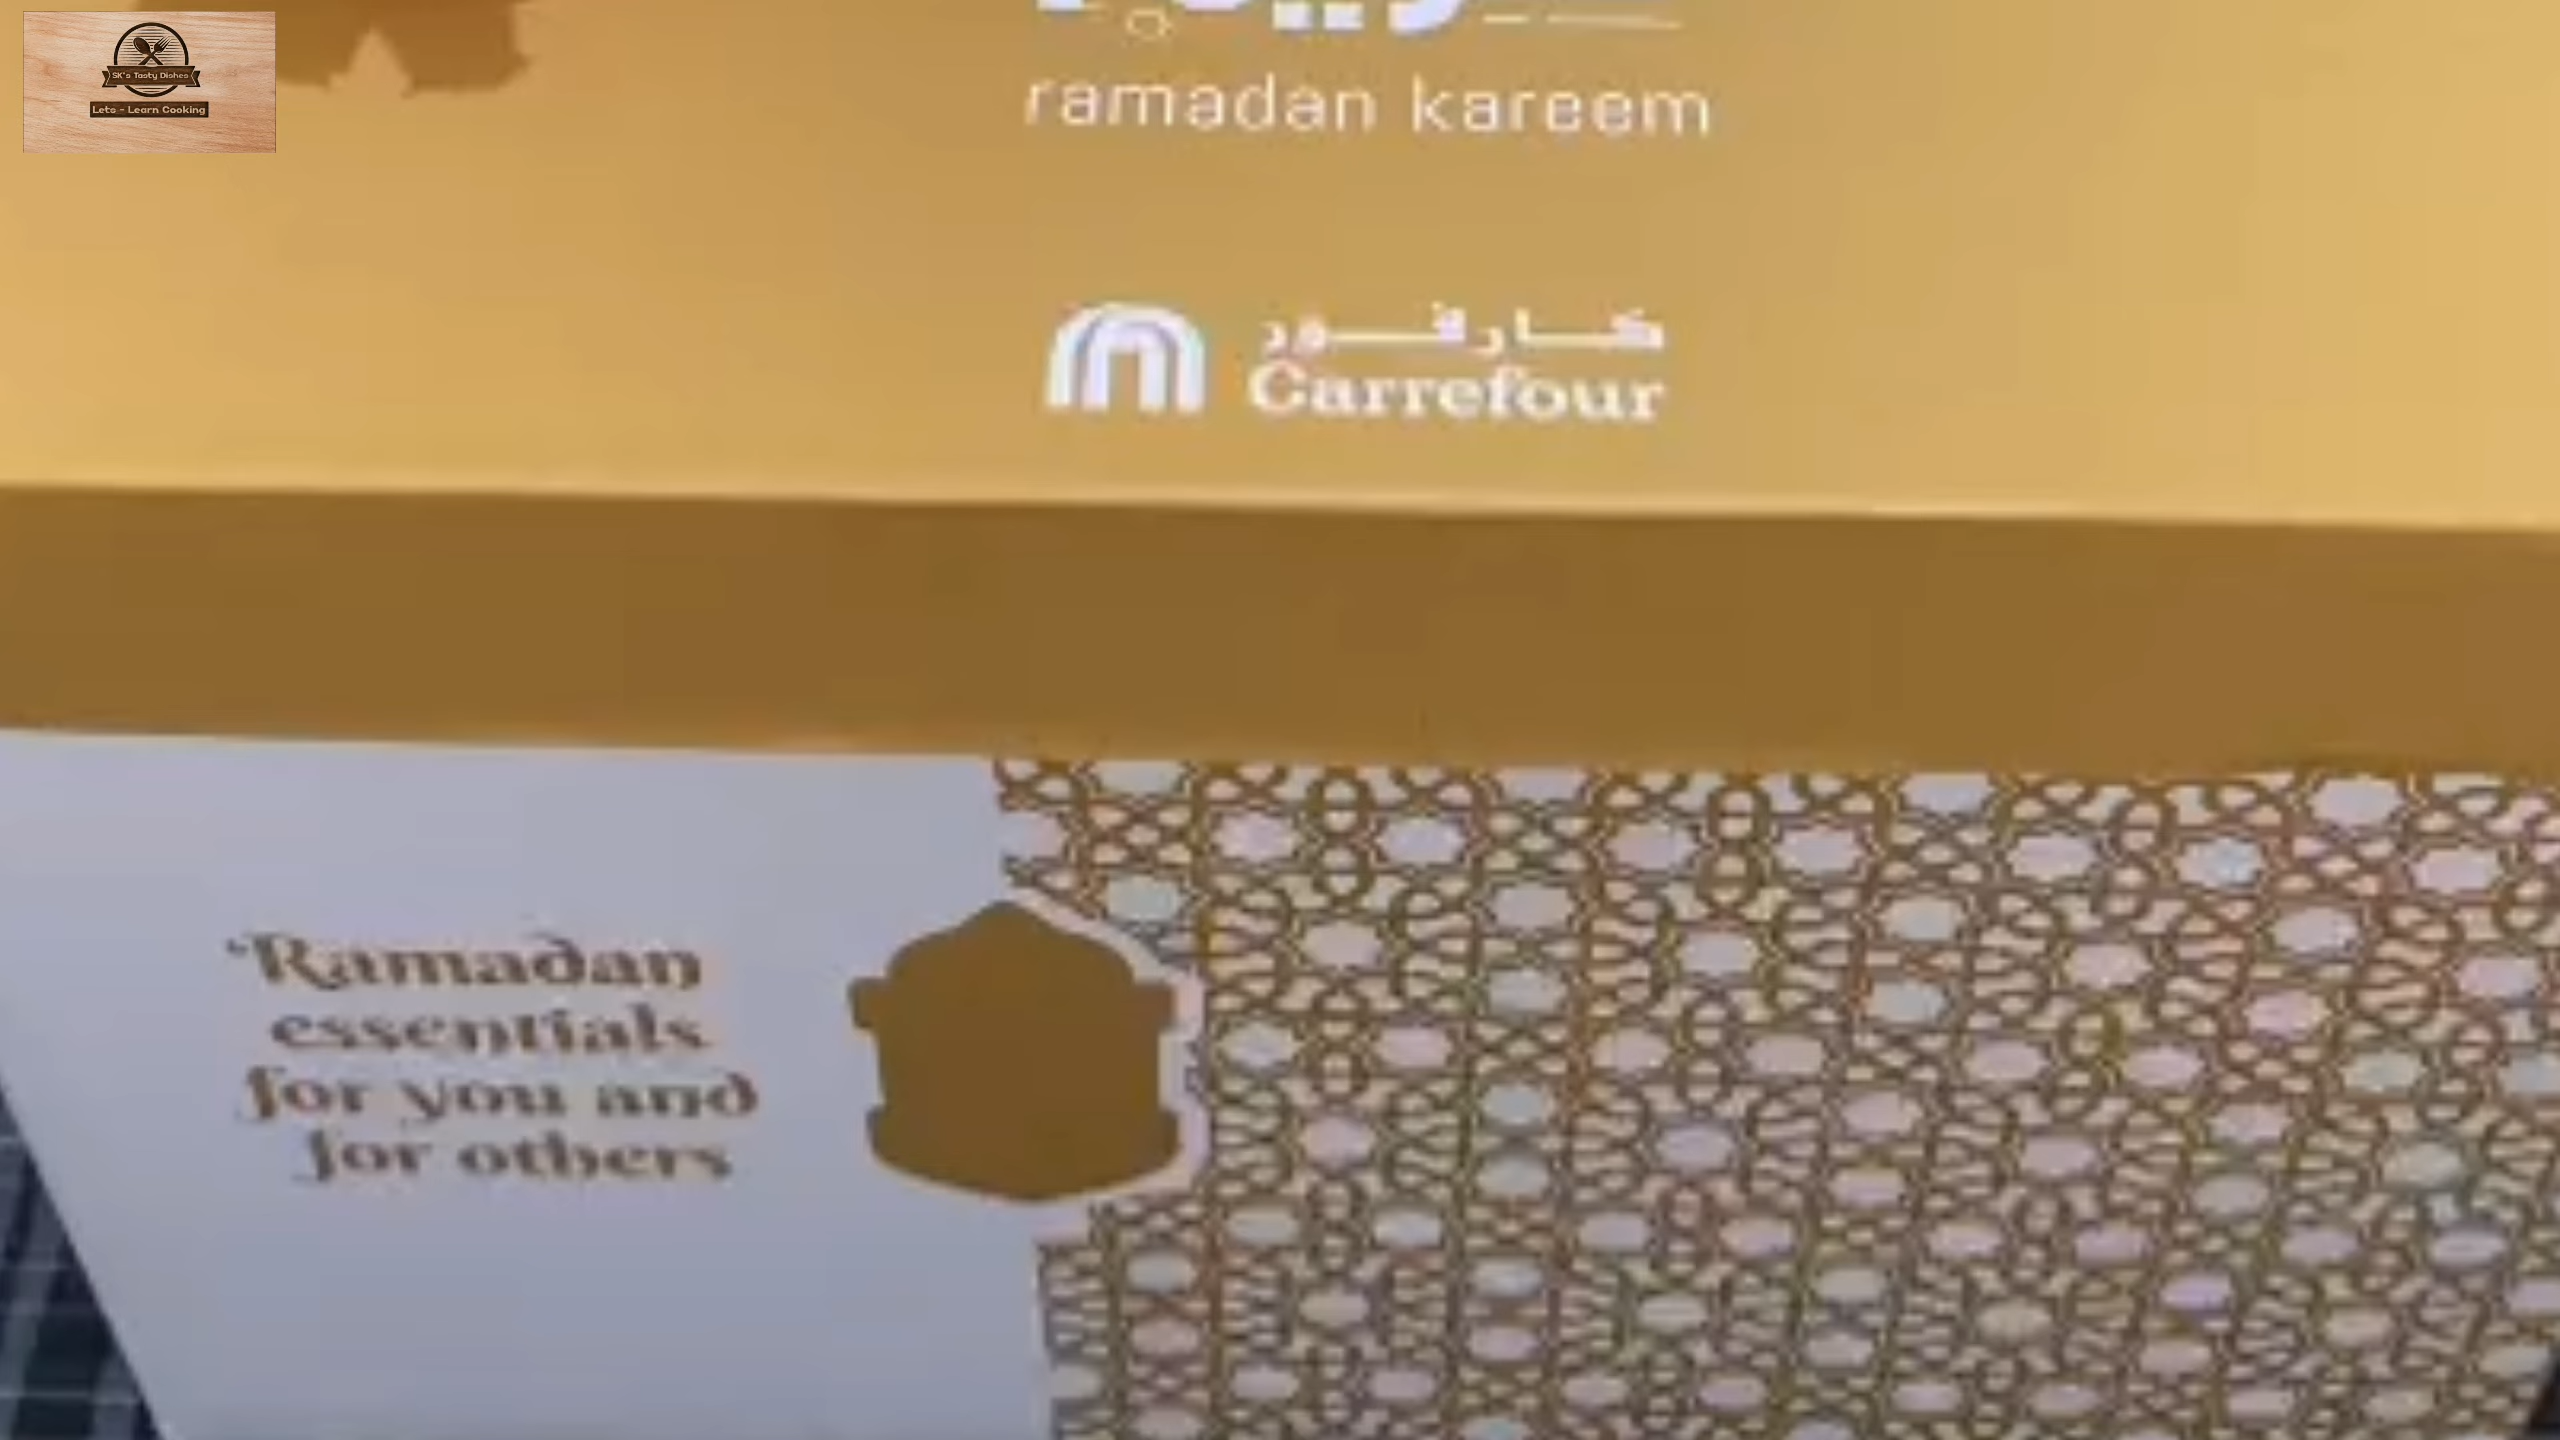 SK's Tasty Dishes
Lets - Learn Cooking
ramadan kareem
كارفور
Carrefour
Ramadan
essentials
for you and
for others